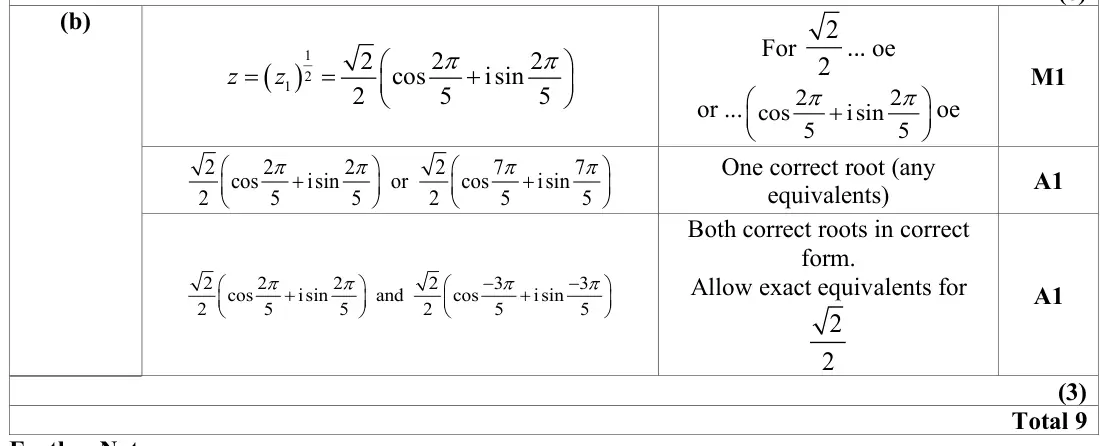 (b)
z = (z₁)^{1/2} = √2/2 (cos 2π/5 + i sin 2π/5)
For √2/2 ... oe
or ... (cos 2π/5 + i sin 2π/5) oe
M1
√2/2 (cos 2π/5 + i sin 2π/5) or √2/2 (cos 7π/5 + i sin 7π/5)
One correct root (any
equivalents)
A1
√2/2 (cos 2π/5 + i sin 2π/5) and √2/2 (cos −3π/5 + i sin −3π/5)
Both correct roots in correct
form.
Allow exact equivalents for
√2/2
A1
(3)
Total 9